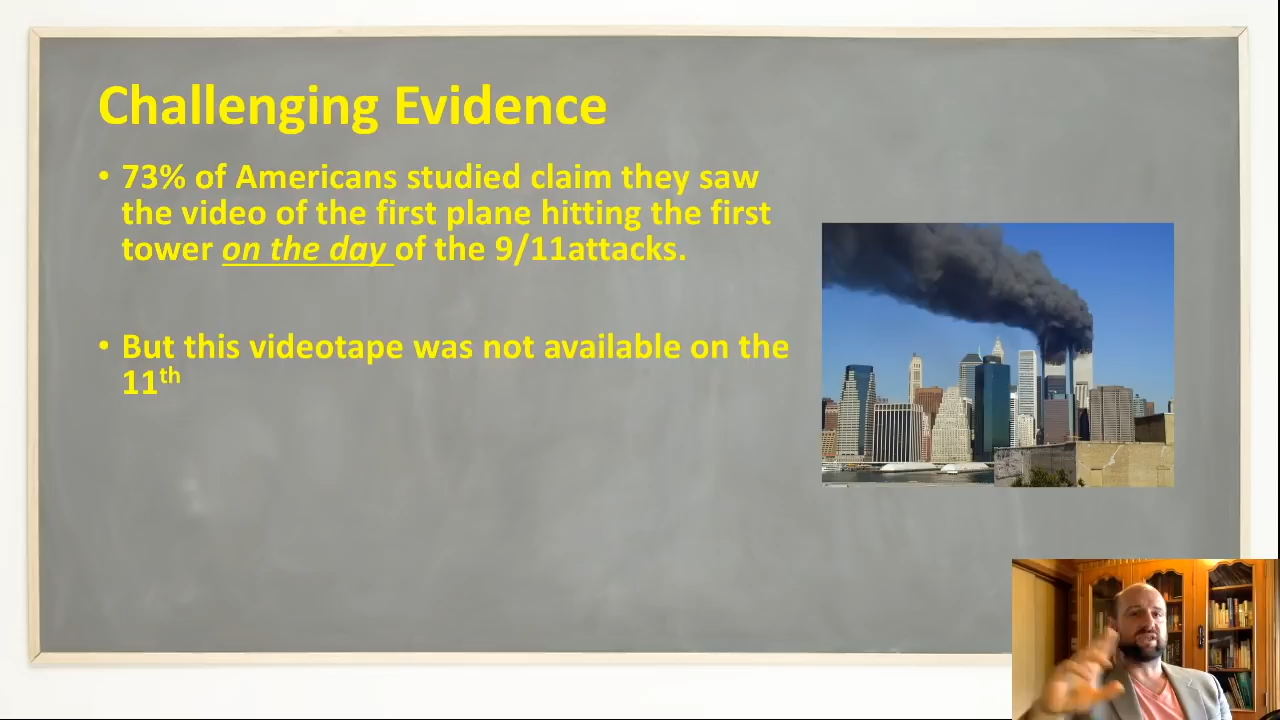 Challenging Evidence
• 73% of Americans studied claim they saw
the video of the first plane hitting the first
tower on the day of the 9/11attacks.
• But this videotape was not available on the
11th